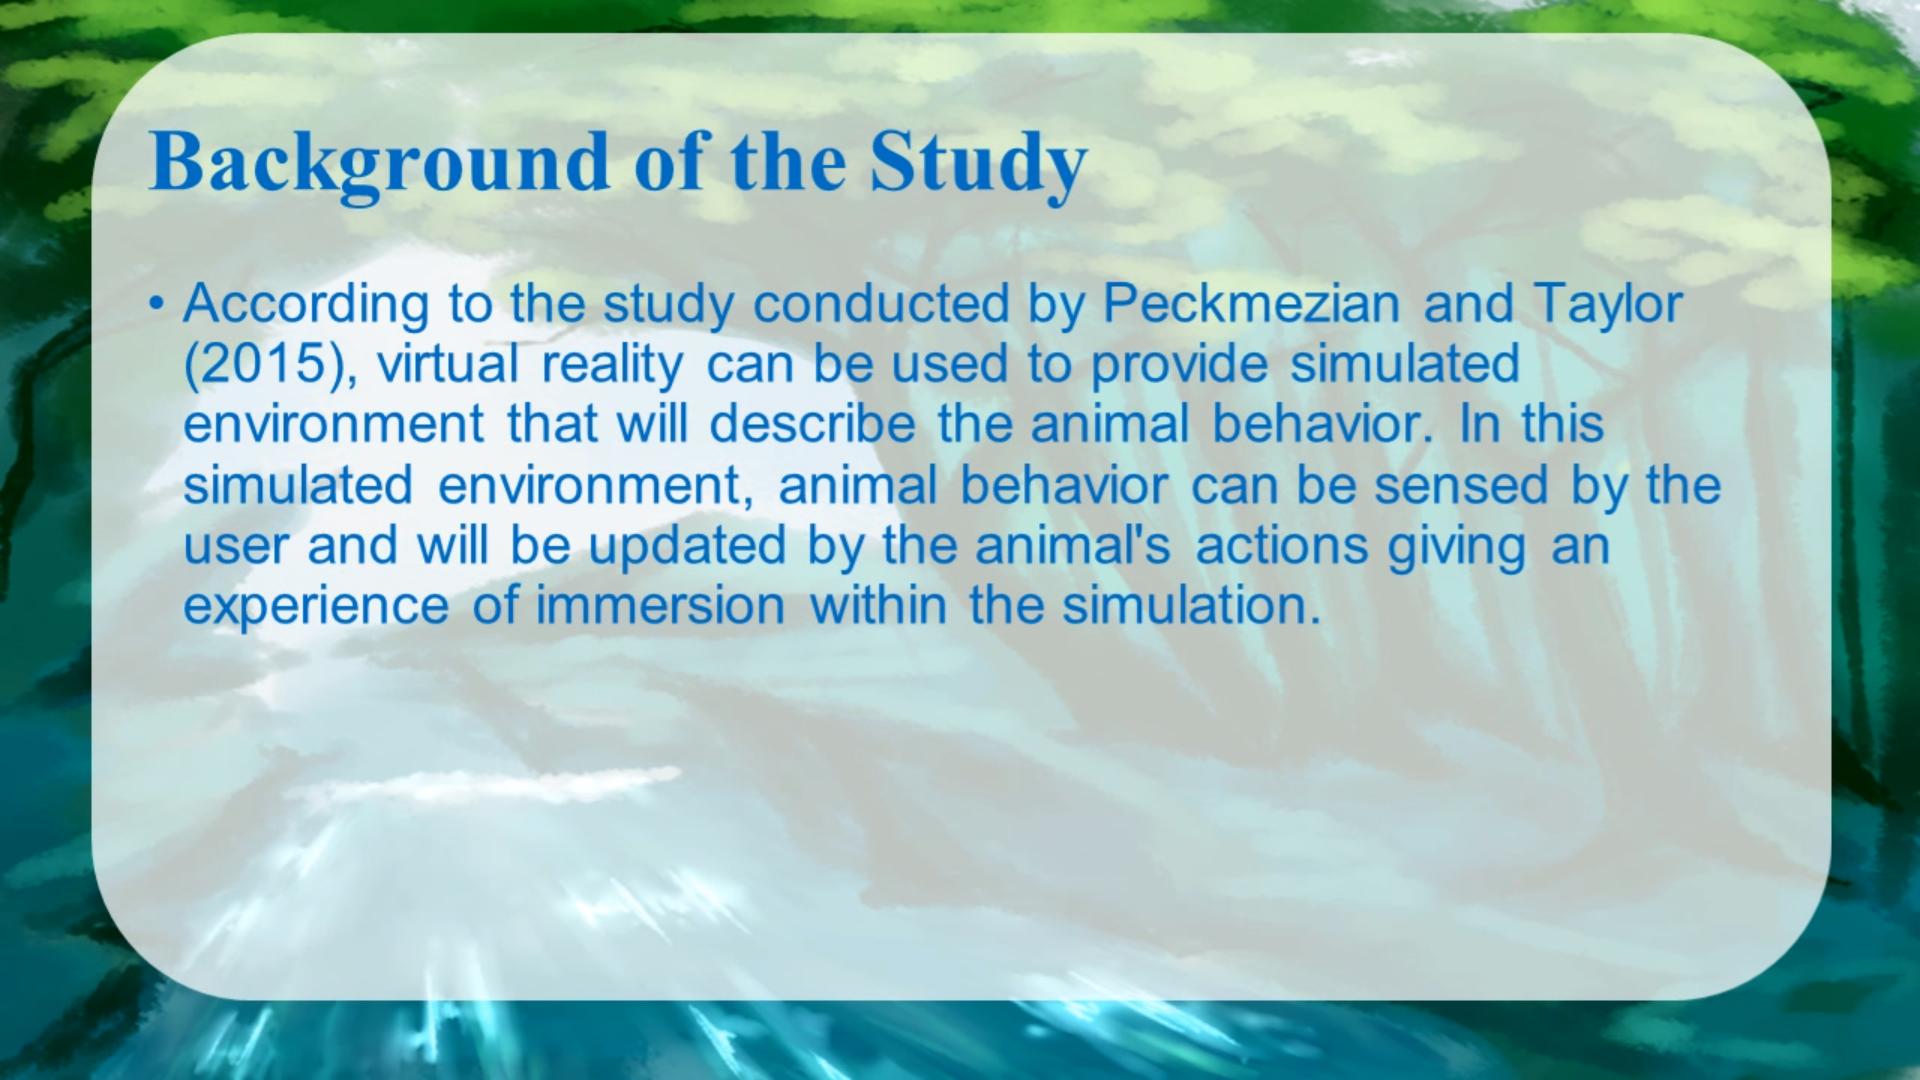 Background of the Study
• According to the study conducted by Peckmezian and Taylor
(2015), virtual reality can be used to provide simulated
environment that will describe the animal behavior. In this
simulated environment, animal behavior can be sensed by the
user and will be updated by the animal's actions giving an
experience of immersion within the simulation.